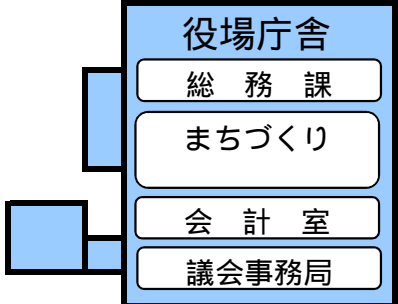 役場庁舎
総　務　課
まちづくり
会　計　室
議会事務局